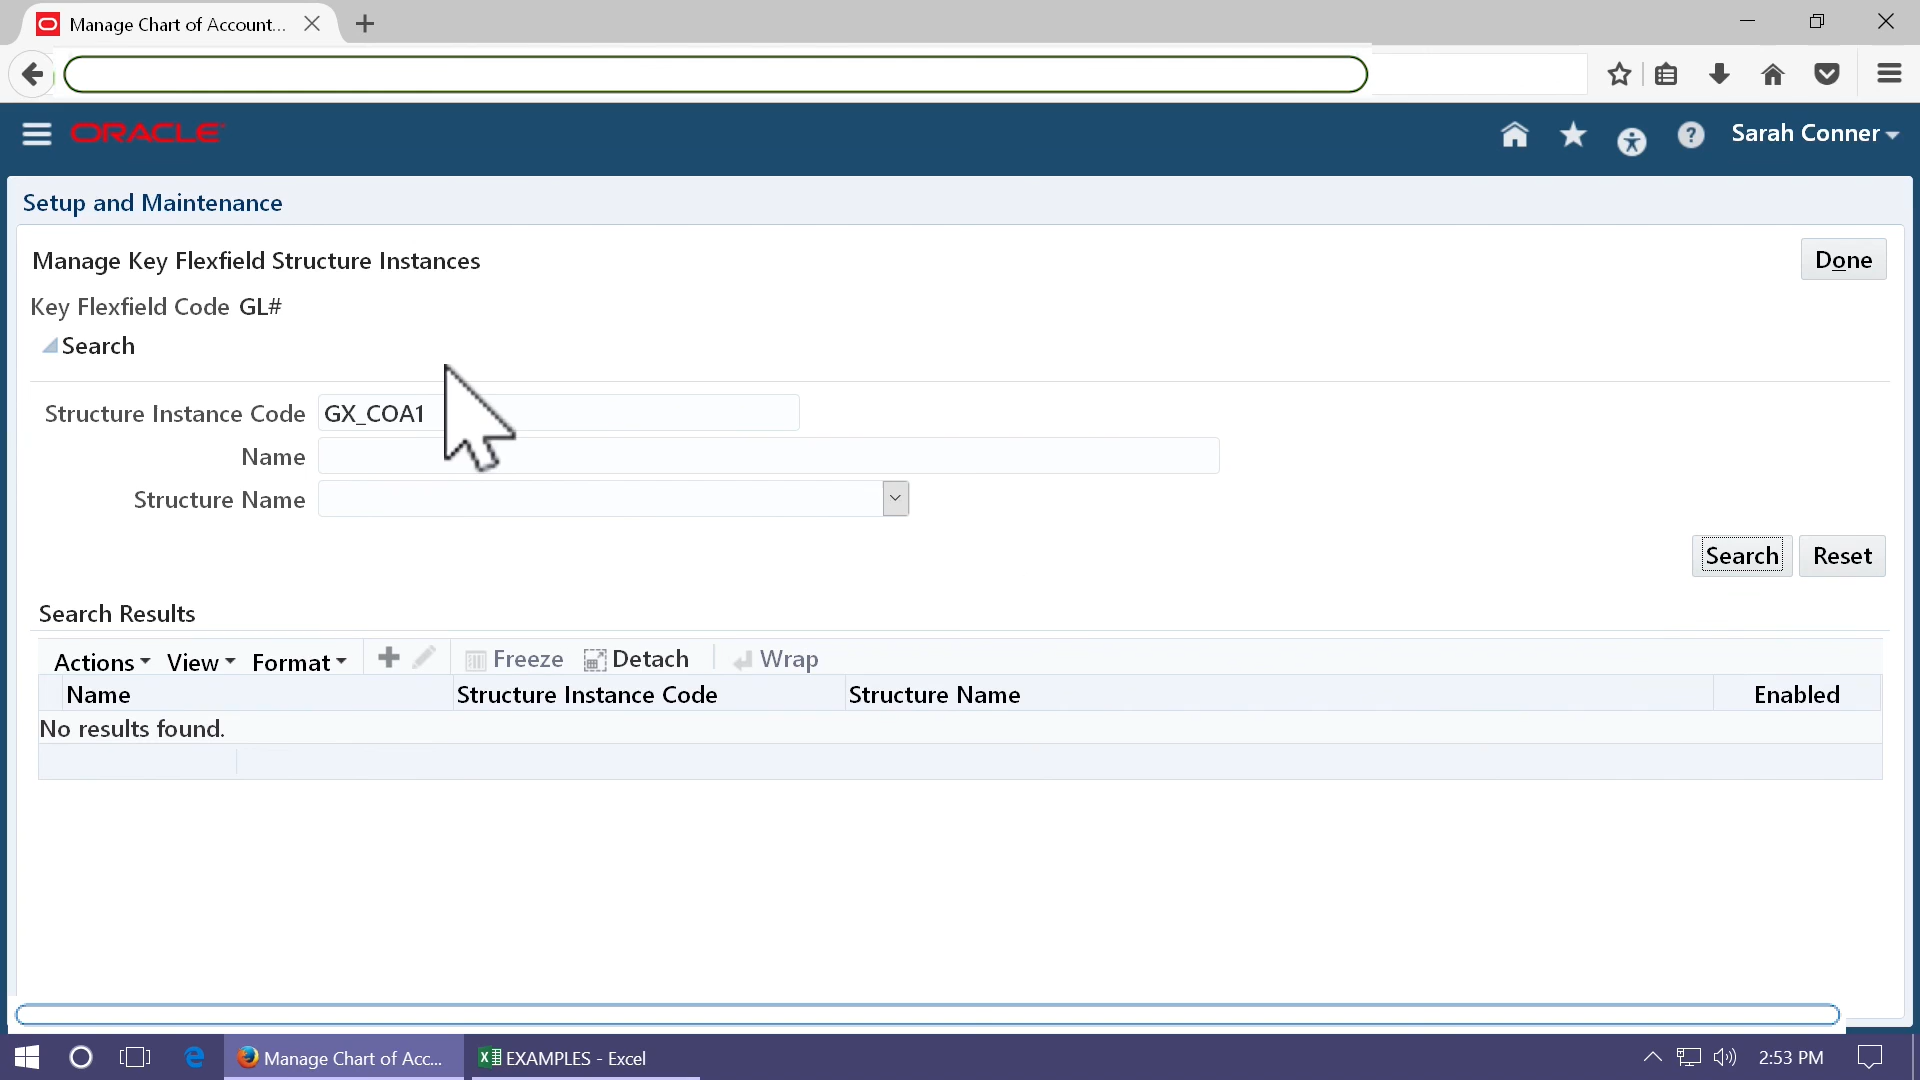 Manage Chart of Account...
ORACLE
Sarah Conner
Setup and Maintenance
Manage Key Flexfield Structure Instances
Done
Key Flexfield Code GL#
Search
Structure Instance Code GX_COA1
Name
Structure Name
Search Reset
Search Results
Actions View Format Freeze Detach Wrap
Name Structure Instance Code Structure Name Enabled
No results found.
Manage Chart of Acc... EXAMPLES - Excel 2:53 PM